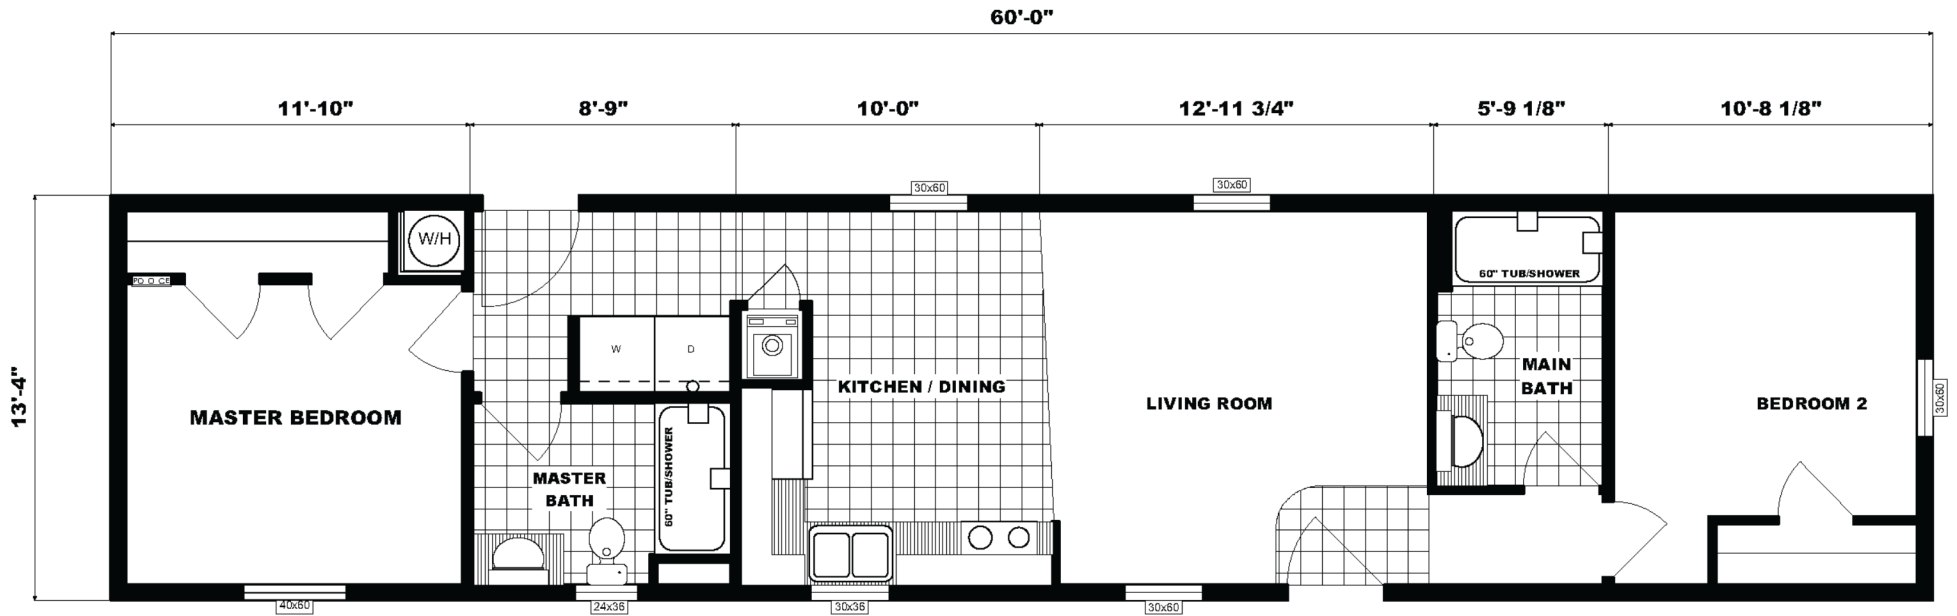 60'-0"
11'-10"
8'-9"
10'-0"
12'-11 3/4"
5'-9 1/8"
10'-8 1/8"
30x60
30x60
W/H
60" TUB/SHOWER
13'-4"
W
D
MAIN
BATH
KITCHEN / DINING
MASTER BEDROOM
LIVING ROOM
BEDROOM 2
30x60
60" TUB/SHOWER
MASTER
BATH
40x60
24x36
30x36
30x60